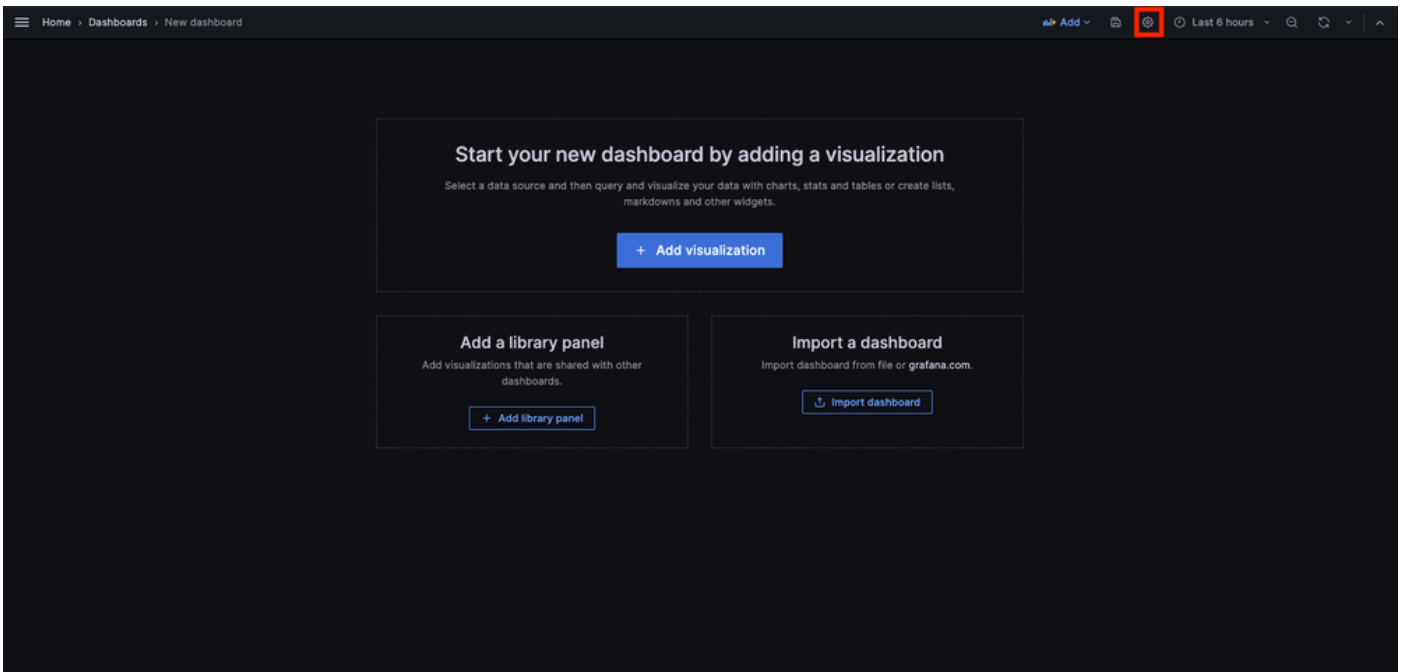 Home › Dashboards › New dashboard
Add
Last 6 hours
Start your new dashboard by adding a visualization
Select a data source and then query and visualize your data with charts, stats and tables or create lists,
markdowns and other widgets.
+ Add visualization
Add a library panel
Add visualizations that are shared with other
dashboards.
+ Add library panel
Import a dashboard
Import dashboard from file or grafana.com.
Import dashboard